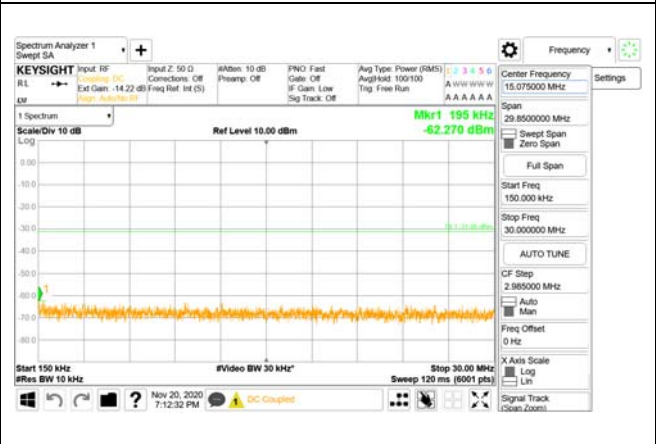 Spectrum Analyzer 1
Swept SA
Frequency
KEYSIGHT
RL
Input: RF
Coupling: DC
Ext Gain: -14.22 dB
Align: Auto/No RF
Input Z: 50 Ω
Corrections: Off
Freq Ref: Int (S)
#Atten: 10 dB
Preamp: Off
PNO: Fast
Gate: Off
IF Gain: Low
Sig Track: Off
Avg Type: Power (RMS)
Avg|Hold: 100/100
Trig: Free Run
1 2 3 4 5 6
A W W W W W
A A A A A A
Center Frequency
15.075000 MHz
Settings
1 Spectrum
Scale/Div 10 dB
Log
Ref Level 10.00 dBm
Mkr1 195 kHz
-62.270 dBm
0.00
-10.0
-20.0
-30.0
-40.0
-50.0
-60.0
-70.0
-80.0
1
Start 150 kHz
#Res BW 10 kHz
#Video BW 30 kHz*
Stop 30.00 MHz
Sweep 120 ms (6001 pts)
Span
29.8500000 MHz
Swept Span
Zero Span
Full Span
Start Freq
150.000 kHz
Stop Freq
30.000000 MHz
AUTO TUNE
CF Step
2.985000 MHz
Auto
Man
Freq Offset
0 Hz
X Axis Scale
Log
Lin
Signal Track
(Span Zoom)
Nov 20, 2020
7:12:32 PM
1
DC Coupled